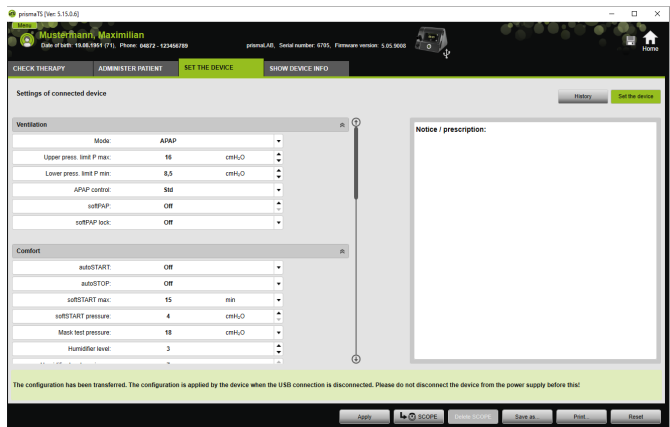 prismaTS [Ver: 5.15.0.6]
Menu
Mustermann, Maximilian
Date of birth: 19.08.1951 (71), Phone: 04872 - 123456789
prismaLAB, Serial number: 6705, Firmware version: 5.05.9008
Home
CHECK THERAPY
ADMINISTER PATIENT
SET THE DEVICE
SHOW DEVICE INFO
Settings of connected device
History
Set the device
Ventilation
Mode: APAP
Upper press. limit P max: 16 cmH₂O
Lower press. limit P min: 8,5 cmH₂O
APAP control: Std
softPAP: Off
softPAP lock: Off
Comfort
autoSTART: Off
autoSTOP: Off
softSTART max: 15 min
softSTART pressure: 4 cmH₂O
Mask test pressure: 18 cmH₂O
Humidifier level: 3
Notice / prescription:
The configuration has been transferred. The configuration is applied by the device when the USB connection is disconnected. Please do not disconnect the device from the power supply before this!
Apply
SCOPE
Delete SCOPE
Save as...
Print...
Reset